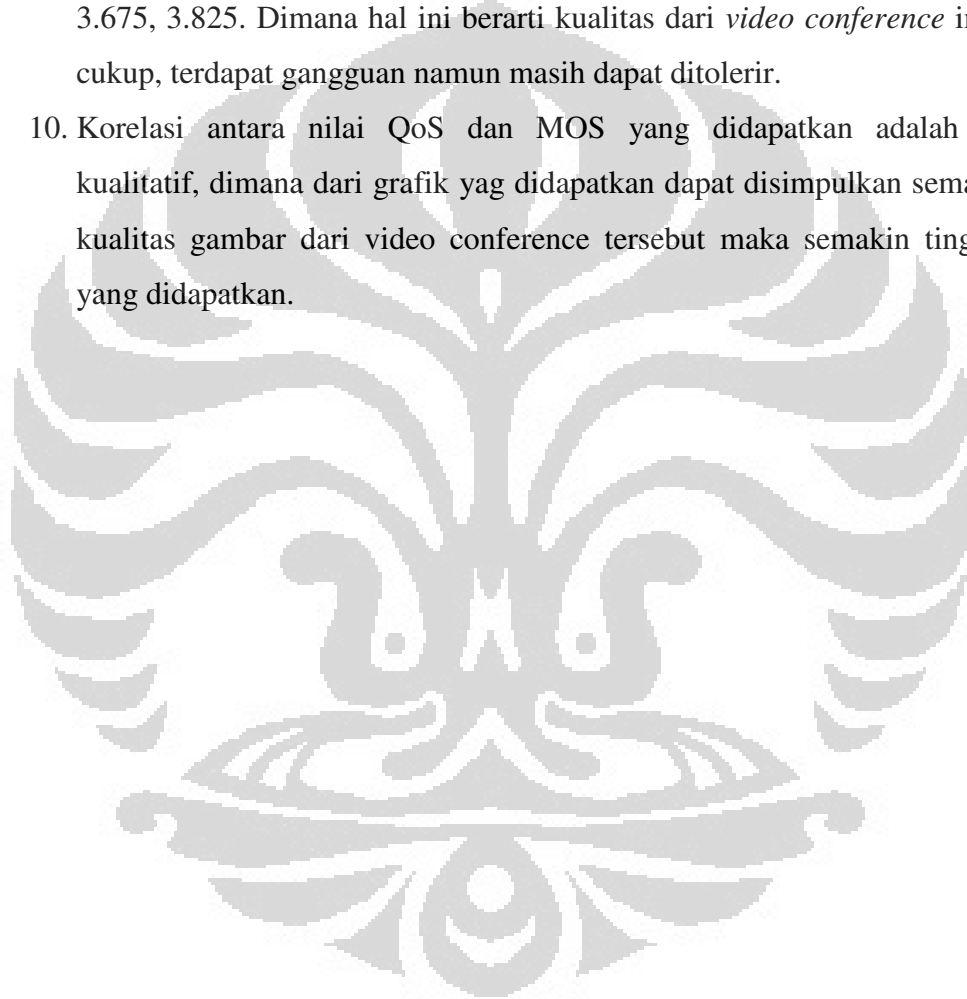 3.675, 3.825. Dimana hal ini berarti kualitas dari video conference
cukup, terdapat gangguan namun masih dapat ditolerir.
10. Korelasi antara nilai QoS dan MOS yang didapatkan adalah
kualitatif, dimana dari grafik yag didapatkan dapat disimpulkan
kualitas gambar dari video conference tersebut maka semakin
yang didapatkan.